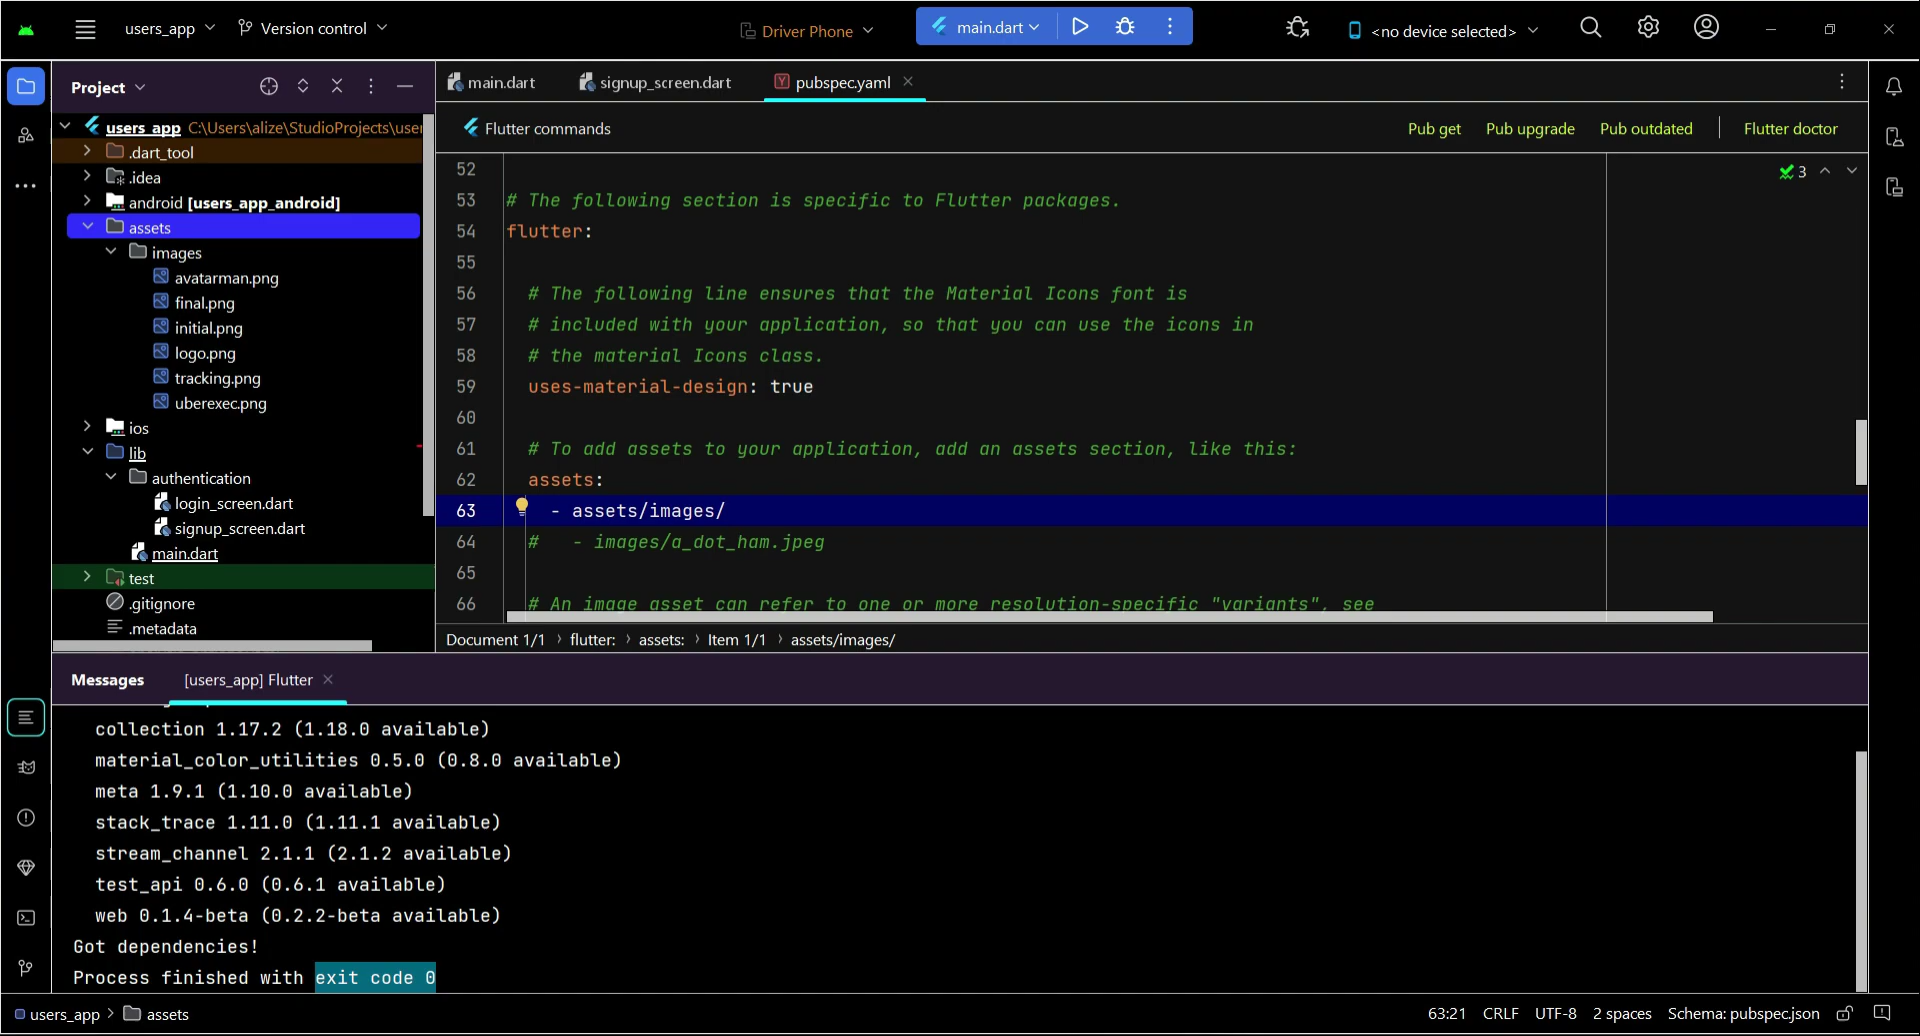 users_app
Version control
Driver Phone
main.dart
<no device selected>
Project
main.dart
signup_screen.dart
pubspec.yaml
Flutter commands
Pub get
Pub upgrade
Pub outdated
Flutter doctor
users_app C:\Users\alize\StudioProjects\user
.dart_tool
.idea
android [users_app_android]
assets
images
avatarman.png
final.png
initial.png
logo.png
tracking.png
uberexec.png
ios
lib
authentication
login_screen.dart
signup_screen.dart
main.dart
test
.gitignore
.metadata
3
52
53 # The following section is specific to Flutter packages.
54 flutter:
55
56 # The following line ensures that the Material Icons font is
57 # included with your application, so that you can use the icons in
58 # the material Icons class.
59 uses-material-design: true
60
61 # To add assets to your application, add an assets section, like this:
62 assets:
63 - assets/images/
64 # - images/a_dot_ham.jpeg
65
66 # An image asset can refer to one or more resolution-specific "variants", see
Document 1/1 › flutter: › assets: › Item 1/1 › assets/images/
Messages
[users_app] Flutter
collection 1.17.2 (1.18.0 available)
material_color_utilities 0.5.0 (0.8.0 available)
meta 1.9.1 (1.10.0 available)
stack_trace 1.11.0 (1.11.1 available)
stream_channel 2.1.1 (2.1.2 available)
test_api 0.6.0 (0.6.1 available)
web 0.1.4-beta (0.2.2-beta available)
Got dependencies!
Process finished with exit code 0
users_app › assets
63:21 CRLF UTF-8 2 spaces Schema: pubspec.json